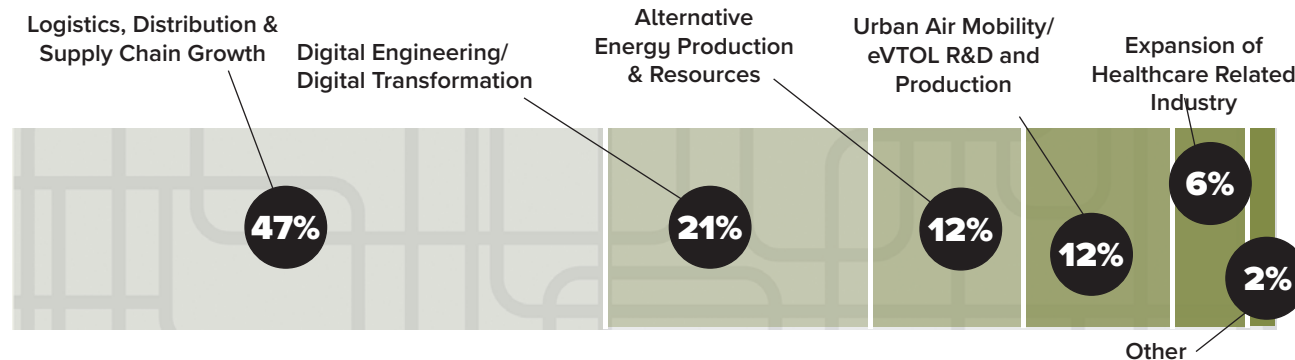 Logistics, Distribution &
Supply Chain Growth
Digital Engineering/
Digital Transformation
Alternative
Energy Production
& Resources
Urban Air Mobility/
eVTOL R&D and
Production
Expansion of
Healthcare Related
Industry
47%
21%
12%
12%
6%
2%
Other